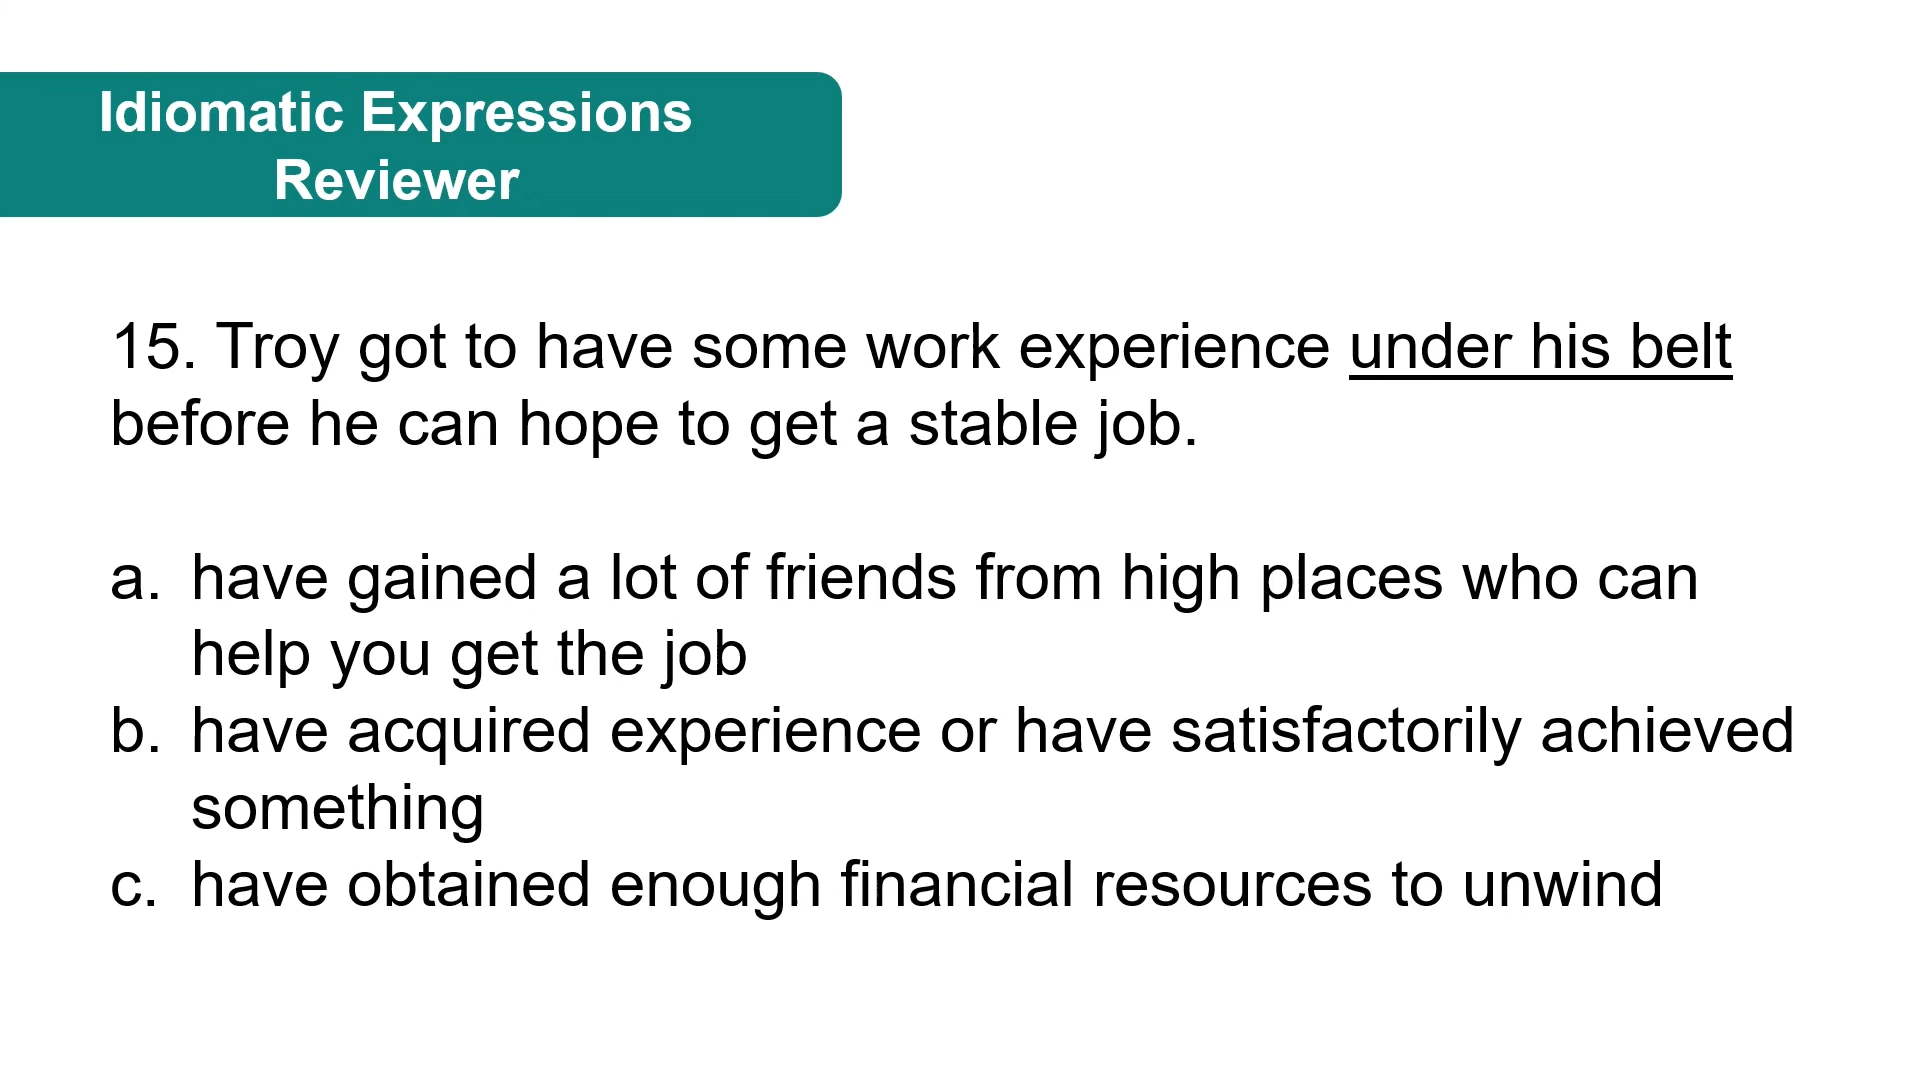 Idiomatic Expressions
Reviewer
15. Troy got to have some work experience under his belt
before he can hope to get a stable job.
a. have gained a lot of friends from high places who can
help you get the job
b. have acquired experience or have satisfactorily achieved
something
c. have obtained enough financial resources to unwind